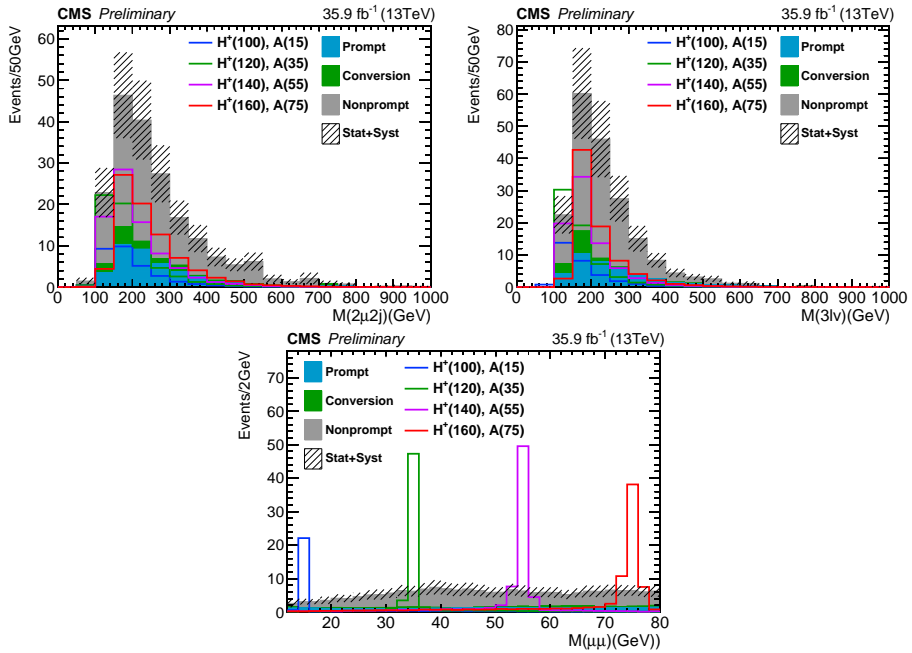 CMS Preliminary 35.9 fb⁻¹ (13TeV)
Events/50GeV
60
50
40
30
20
10
0
H⁺(100), A(15)
H⁺(120), A(35)
H⁺(140), A(55)
H⁺(160), A(75)
Prompt
Conversion
Nonprompt
Stat+Syst
0 100 200 300 400 500 600 700 800 900 1000
M(2μ2j)(GeV)
CMS Preliminary 35.9 fb⁻¹ (13TeV)
Events/50GeV
80
70
60
50
40
30
20
10
0
H⁺(100), A(15)
H⁺(120), A(35)
H⁺(140), A(55)
H⁺(160), A(75)
Prompt
Conversion
Nonprompt
Stat+Syst
0 100 200 300 400 500 600 700 800 900 1000
M(3lv)(GeV)
CMS Preliminary 35.9 fb⁻¹ (13TeV)
Events/2GeV
70
60
50
40
30
20
10
0
Prompt
Conversion
Nonprompt
Stat+Syst
H⁺(100), A(15)
H⁺(120), A(35)
H⁺(140), A(55)
H⁺(160), A(75)
20 30 40 50 60 70 80
M(μμ)(GeV))